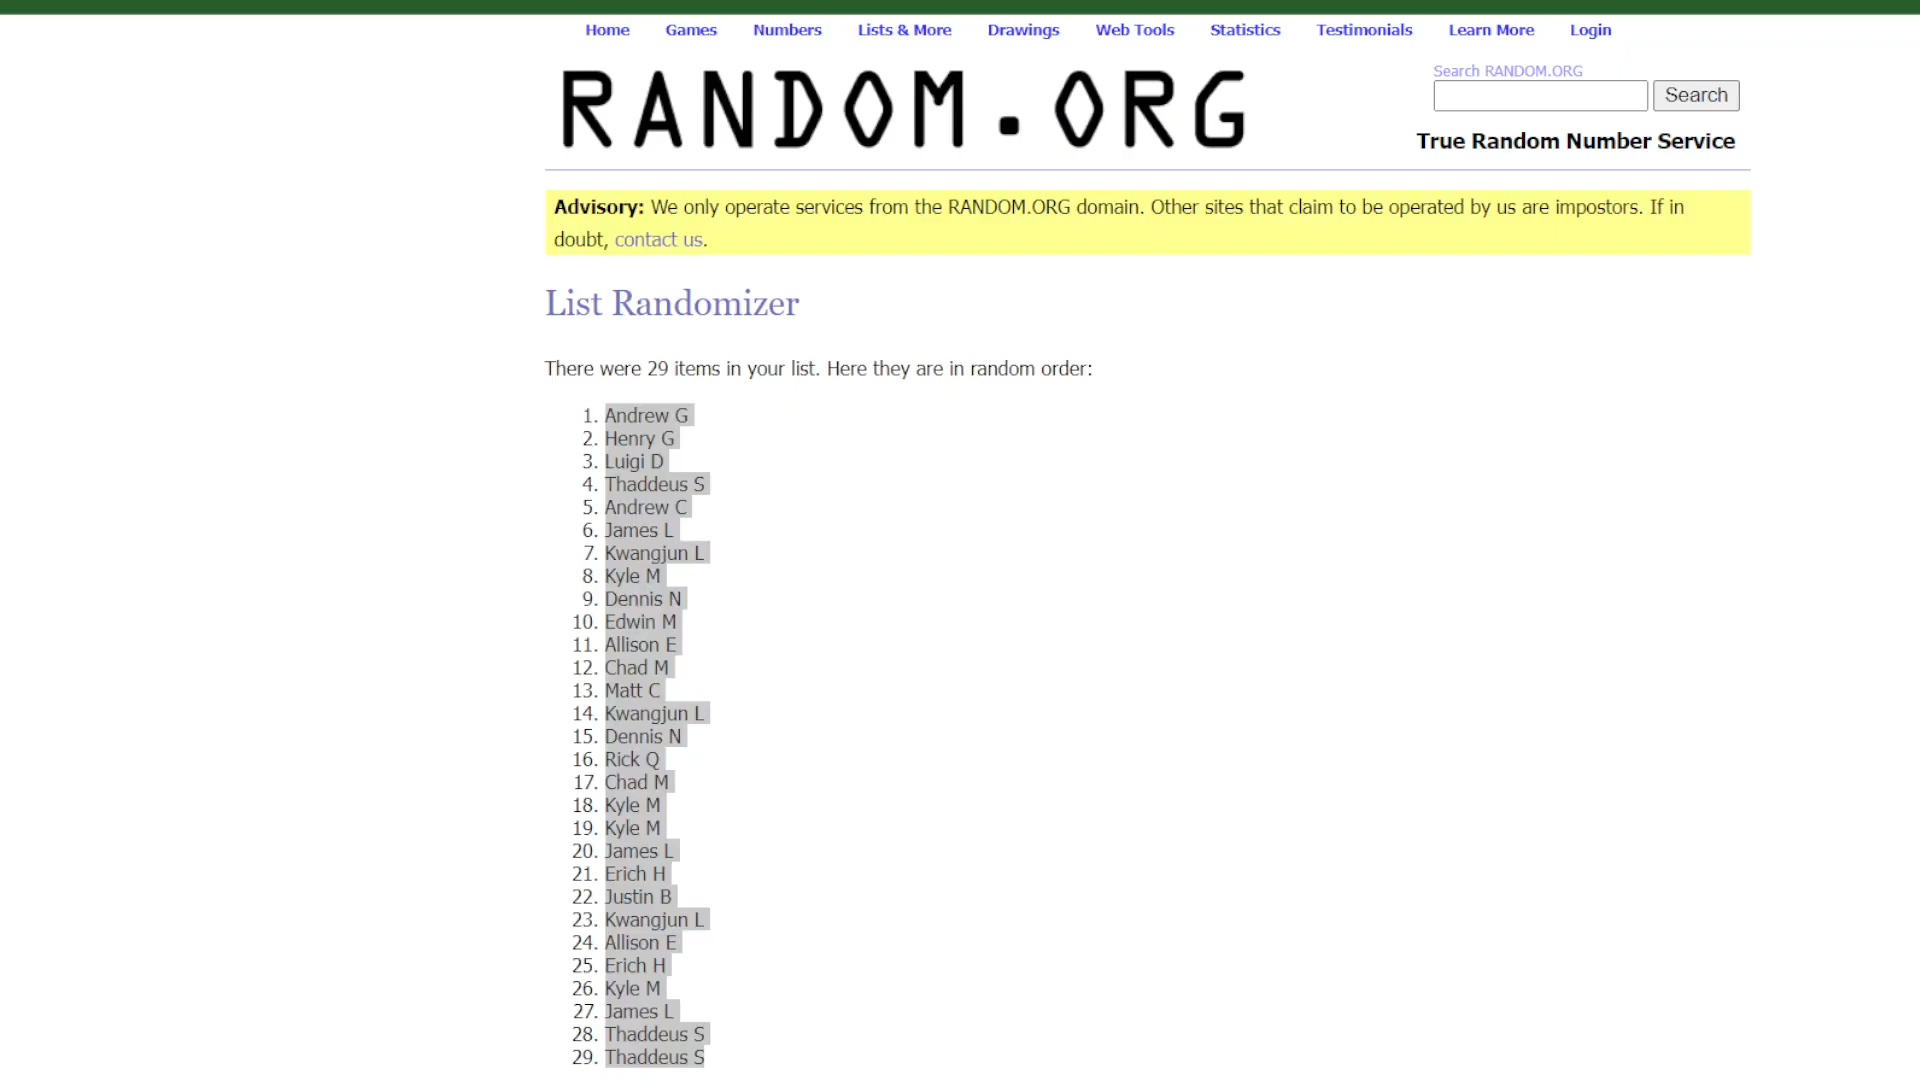 Home Games Numbers Lists & More Drawings Web Tools Statistics Testimonials Learn More Login
RANDOM.ORG
Search RANDOM.ORG
Search
True Random Number Service
Advisory: We only operate services from the RANDOM.ORG domain. Other sites that claim to be operated by us are impostors. If in
doubt, contact us.
List Randomizer
There were 29 items in your list. Here they are in random order:
1. Andrew G
2. Henry G
3. Luigi D
4. Thaddeus S
5. Andrew C
6. James L
7. Kwangjun L
8. Kyle M
9. Dennis N
10. Edwin M
11. Allison E
12. Chad M
13. Matt C
14. Kwangjun L
15. Dennis N
16. Rick Q
17. Chad M
18. Kyle M
19. Kyle M
20. James L
21. Erich H
22. Justin B
23. Kwangjun L
24. Allison E
25. Erich H
26. Kyle M
27. James L
28. Thaddeus S
29. Thaddeus S